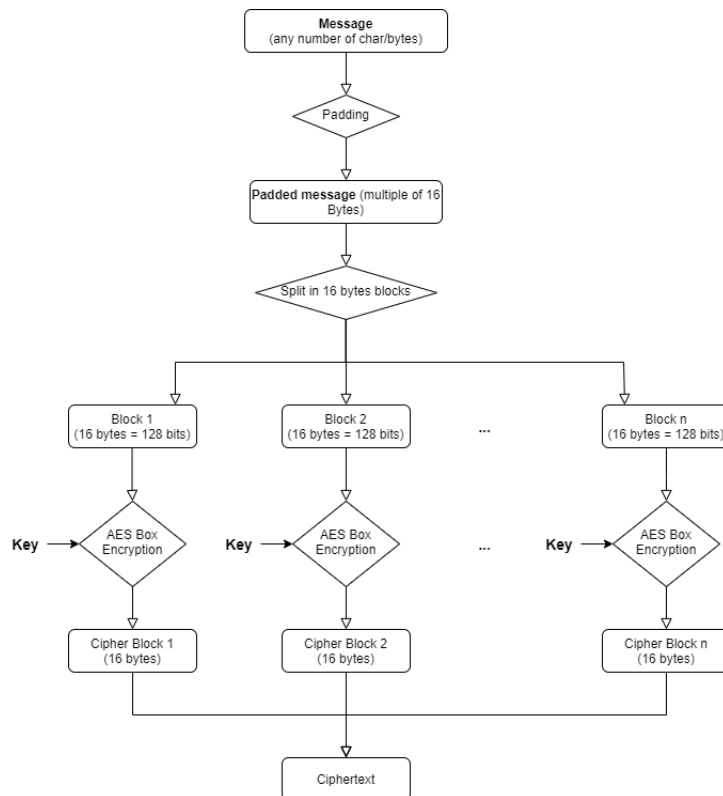 Message
(any number of char/bytes)
Padding
Padded message (multiple of 16
Bytes)
Split in 16 bytes blocks
Block 1
(16 bytes = 128 bits)
Block 2
(16 bytes = 128 bits)
...
Block n
(16 bytes = 128 bits)
Key
AES Box
Encryption
Key
AES Box
Encryption
...
Key
AES Box
Encryption
Cipher Block 1
(16 bytes)
Cipher Block 2
(16 bytes)
Cipher Block n
(16 bytes)
Ciphertext